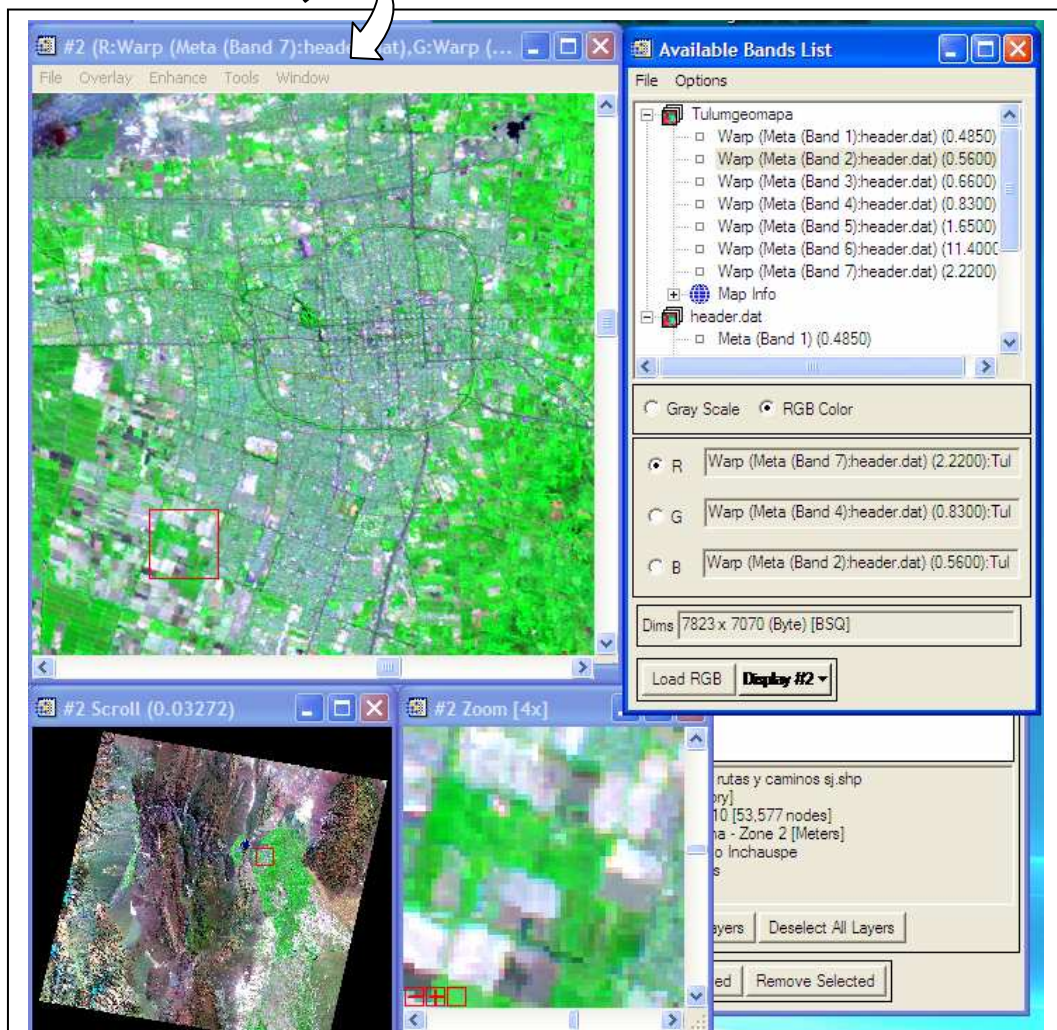 #2 (R:Warp (Meta (Band 7):header.dat),G:Warp (...
File Overlay Enhance Tools Window
Available Bands List
File Options
Tulumgeomapa
Warp (Meta (Band 1):header.dat) (0.4850)
Warp (Meta (Band 2):header.dat) (0.5600)
Warp (Meta (Band 3):header.dat) (0.6600)
Warp (Meta (Band 4):header.dat) (0.8300)
Warp (Meta (Band 5):header.dat) (1.6500)
Warp (Meta (Band 6):header.dat) (11.4000
Warp (Meta (Band 7):header.dat) (2.2200)
Map Info
header.dat
Meta (Band 1) (0.4850)
Gray Scale RGB Color
R Warp (Meta (Band 7):header.dat) (2.2200):Tul
G Warp (Meta (Band 4):header.dat) (0.8300):Tul
B Warp (Meta (Band 2):header.dat) (0.5600):Tul
Dims 7823 x 7070 (Byte) [BSQ]
Load RGB Display #2
#2 Scroll (0.03272)
#2 Zoom [4x]
rutas y caminos sj.shp
ory]
10 [53,577 nodes]
na - Zone 2 [Meters]
o Inchauspe
s
ayers Deselect All Layers
ed Remove Selected